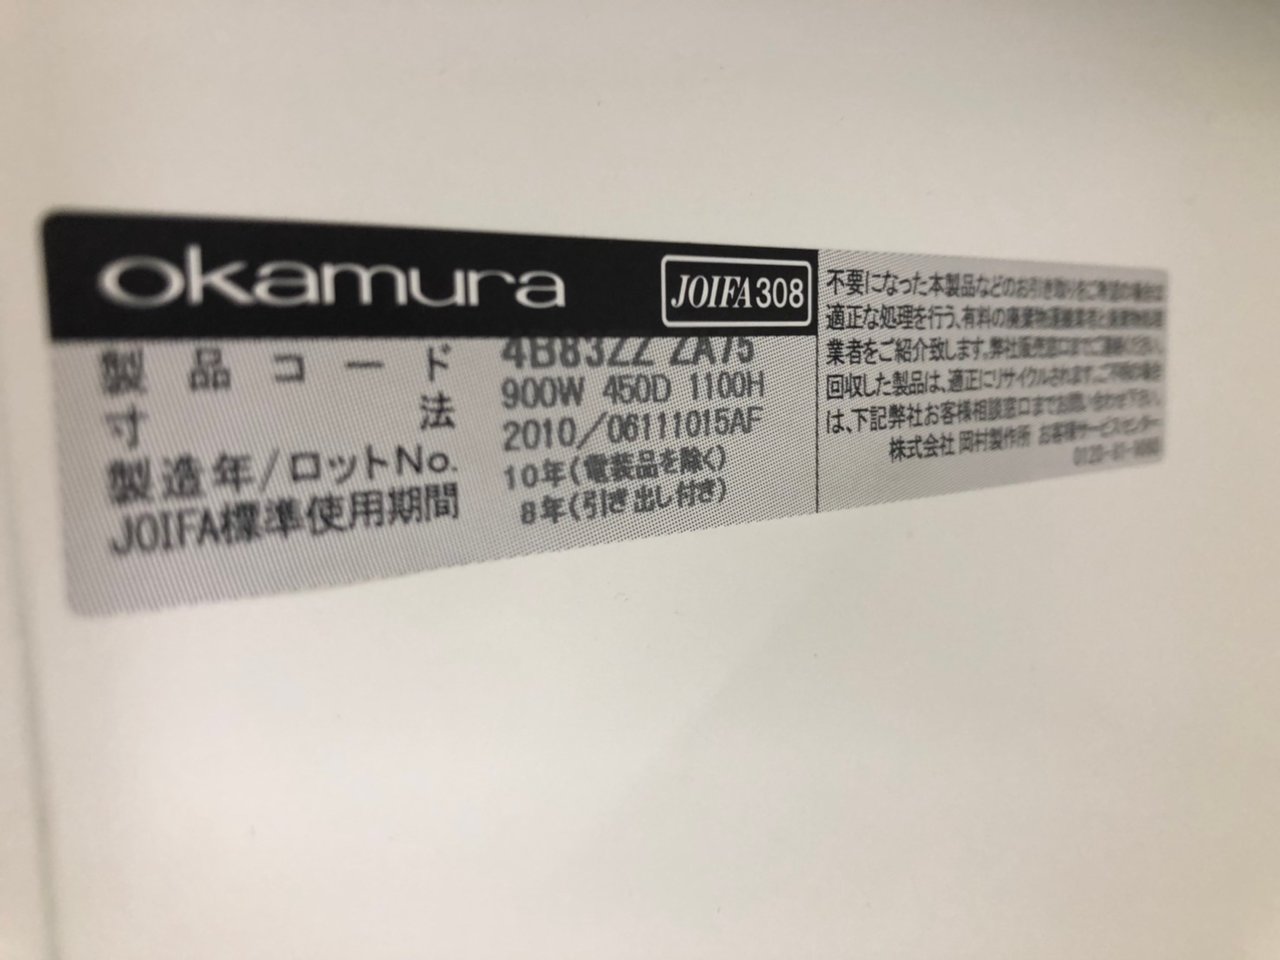 okamura
JOIFA308
製品コード 4B83ZZ ZA75
寸法 900W 450D 1100H
製造年/ロットNo. 2010/06111015AF
JOIFA標準使用期間 10年(電装品を除く)
8年(引き出し付き)
不要になった本製品などのお引き取りをご希望の場合は
適正な処理を行う、有料の廃棄物運搬業者と廃棄物処理
業者をご紹介致します。弊社販売窓口までご連絡ください。
回収した製品は、適正にリサイクルされます。ご不明の場合
は、下記弊社お客様相談窓口までお問い合わせ下さい。
株式会社 岡村製作所 お客様サービスセンター